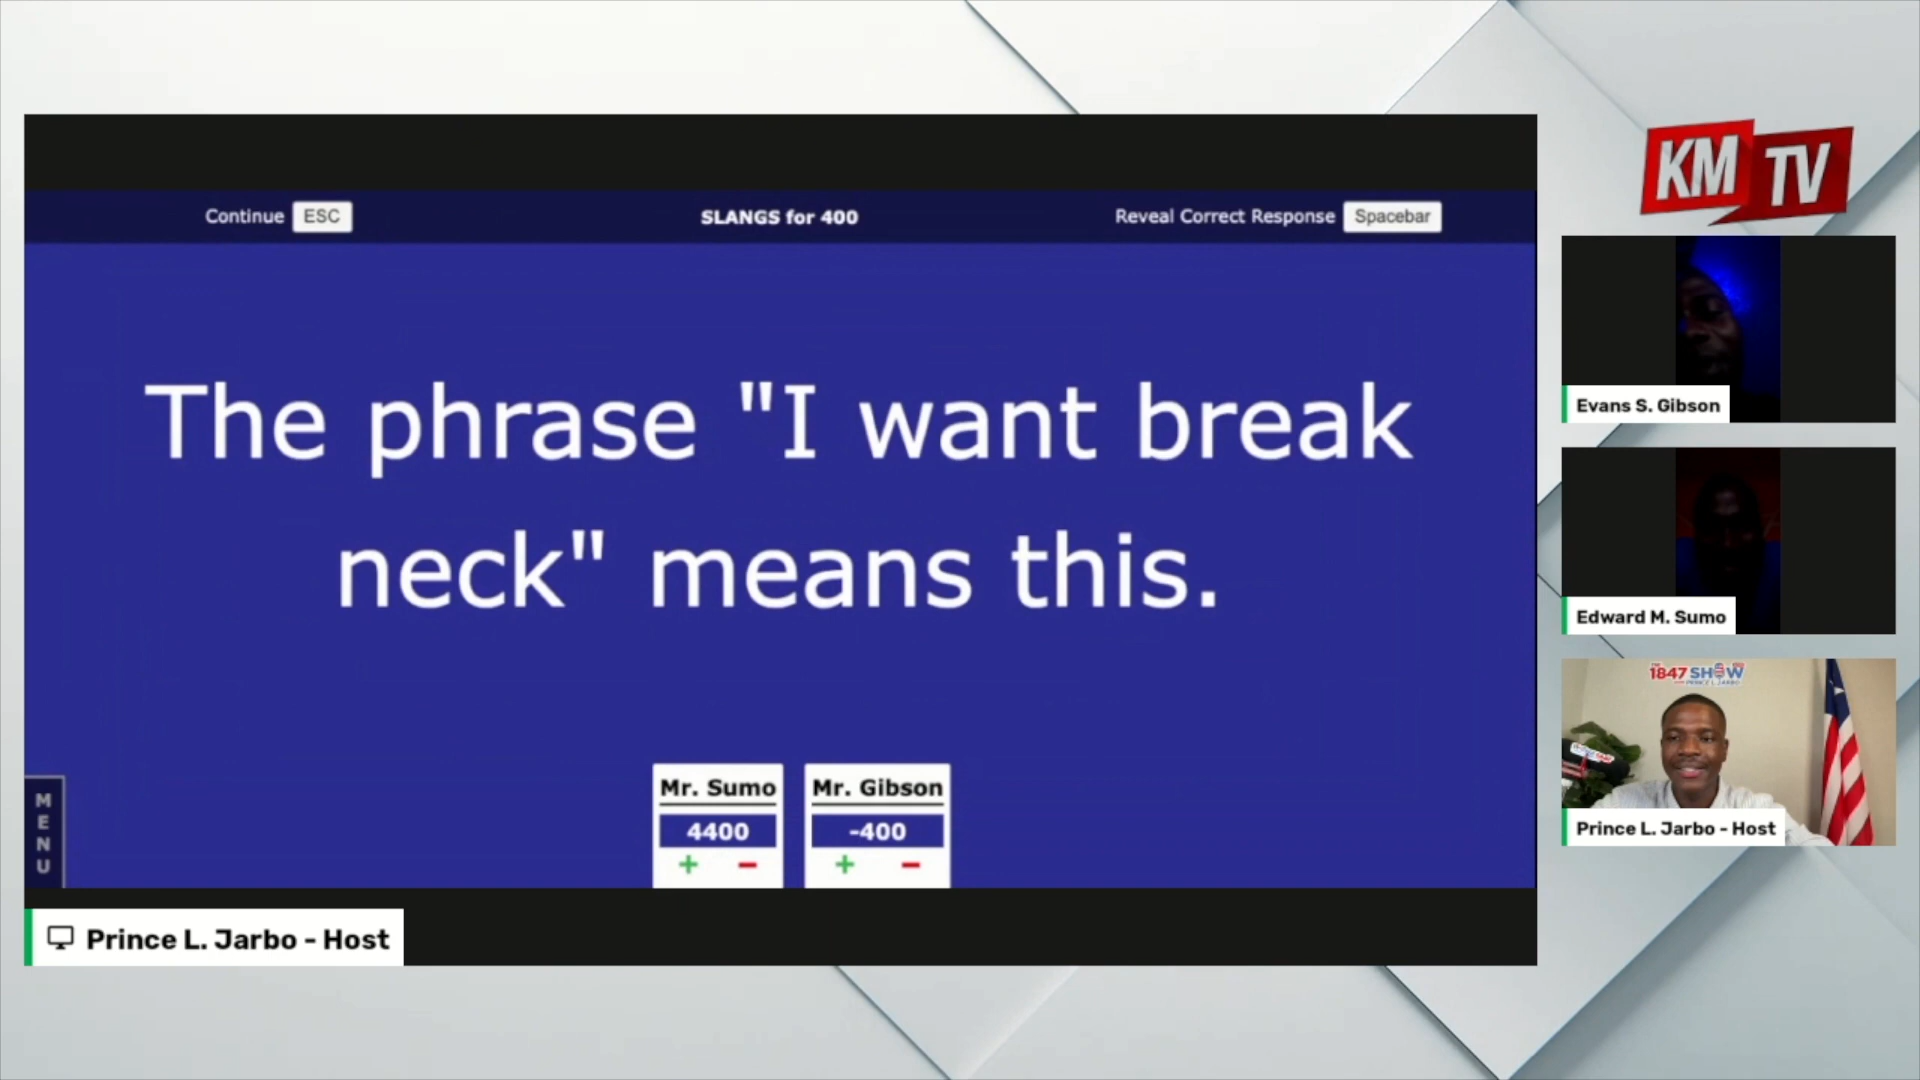 KM TV
Continue ESC
SLANGS for 400
Reveal Correct Response Spacebar
The phrase "I want break
neck" means this.
Mr. Sumo
4400
+ −
Mr. Gibson
-400
+ −
MENU
Prince L. Jarbo - Host
Evans S. Gibson
Edward M. Sumo
1847 SHOW
Prince L. Jarbo - Host